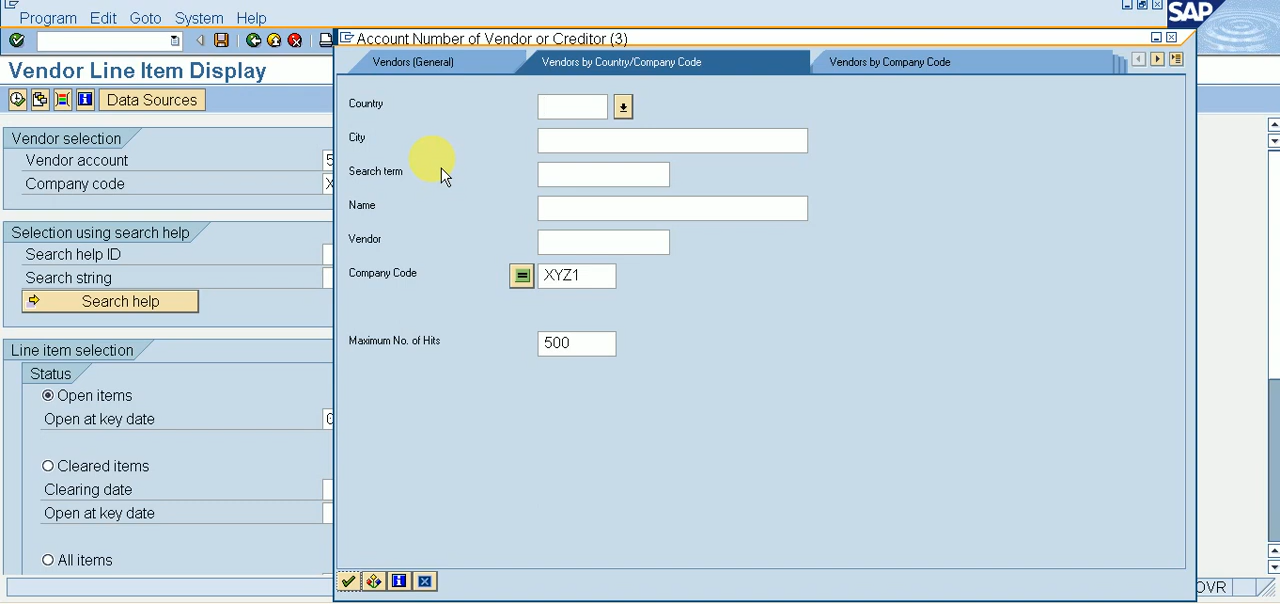 Program Edit Goto System Help
SAP
Account Number of Vendor or Creditor (3)
Vendor Line Item Display
Vendors (General) Vendors by Country/Company Code Vendors by Company Code
Data Sources
Country
Vendor selection
City
Vendor account 5
Search term
Company code X
Name
Selection using search help
Vendor
Search help ID
Company Code XYZ1
Search string
Search help
Maximum No. of Hits 500
Line item selection
Status
Open items
Open at key date 0
Cleared items
Clearing date
Open at key date
All items
OVR